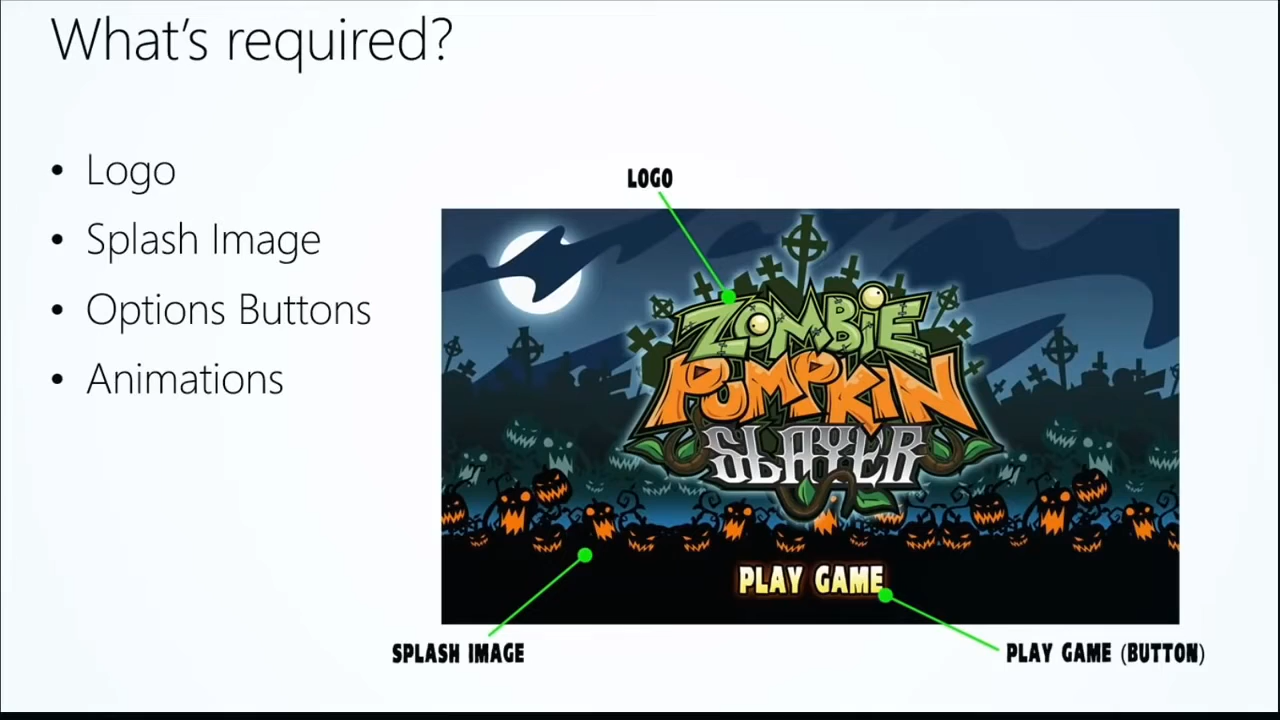 What's required?
• Logo
• Splash Image
• Options Buttons
• Animations
LOGO
ZOMBIE
PUMPKIN
SLAYER
PLAY GAME
SPLASH IMAGE
PLAY GAME (BUTTON)